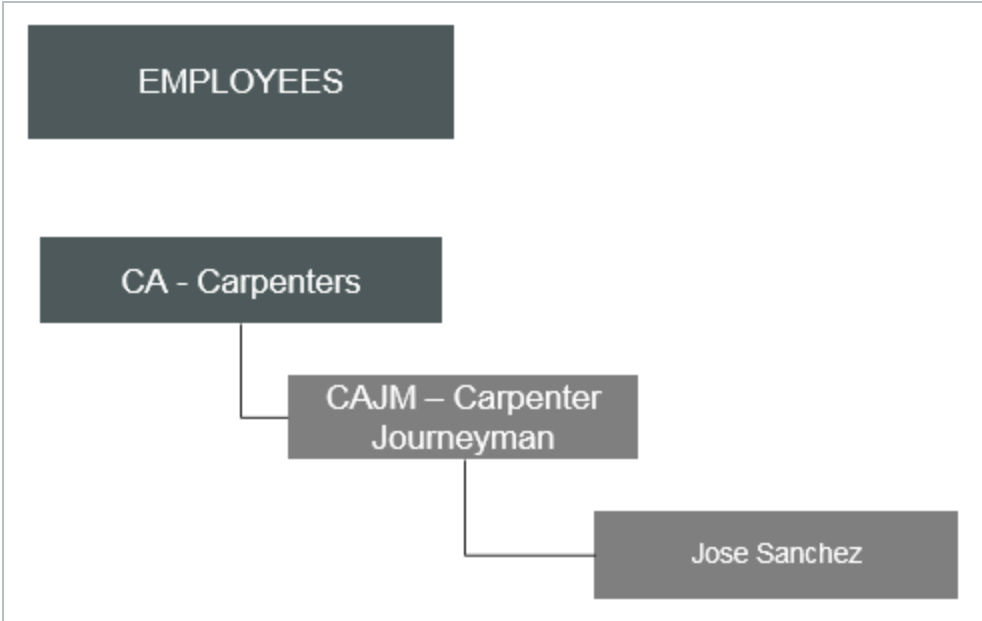 EMPLOYEES
CA - Carpenters
CAJM – Carpenter
Journeyman
Jose Sanchez